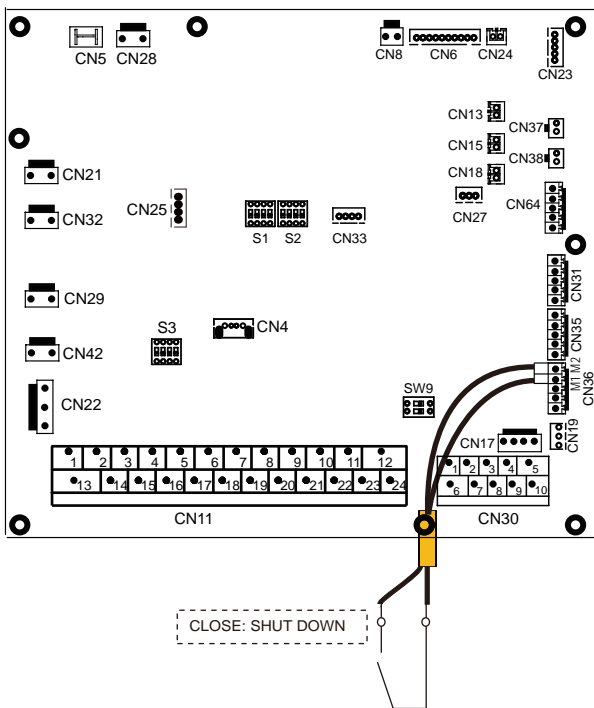 CN5
CN28
CN8
CN6
CN24
CN23
CN13
CN37
CN15
CN38
CN18
CN21
CN25
CN32
S1
S2
CN33
CN27
CN64
CN31
CN29
S3
CN4
CN35
CN42
M1 M2
CN36
CN22
SW9
CN17
CN19
1 2 3 4 5 6 7 8 9 10 11 12
13 14 15 16 17 18 19 20 21 22 23 24
1 2 3 4 5
6 7 8 9 10
CN11
CN30
CLOSE: SHUT DOWN